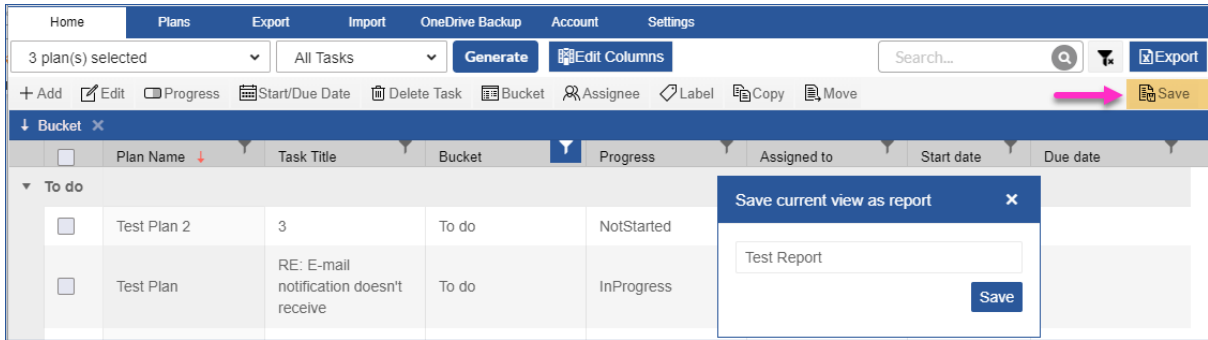 Home Plans Export Import OneDrive Backup Account Settings
3 plan(s) selected All Tasks Generate Edit Columns Search... Export
+ Add Edit Progress Start/Due Date Delete Task Bucket Assignee Label Copy Move Save
↓ Bucket ×
Plan Name ↓ Task Title Bucket Progress Assigned to Start date Due date
To do
Save current view as report ×
Test Plan 2 3 To do NotStarted
Test Report
RE: E-mail
Test Plan notification doesn't To do InProgress
receive
Save